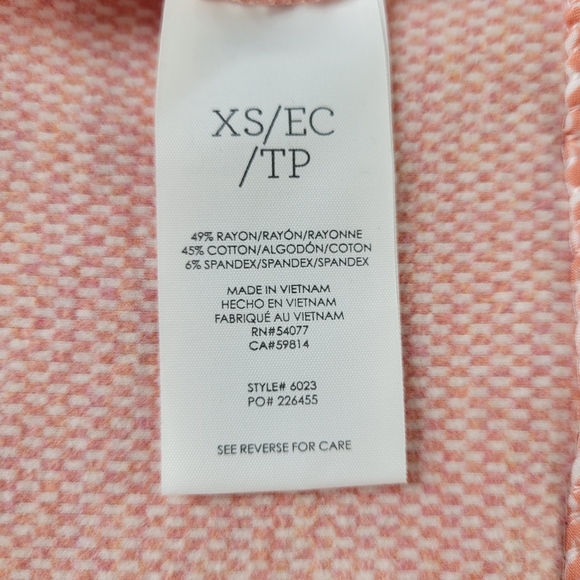 XS/EC
/TP
49% RAYON/RAYÓN/RAYONNE
45% COTTON/ALGODÓN/COTON
6% SPANDEX/SPANDEX/SPANDEX
MADE IN VIETNAM
HECHO EN VIETNAM
FABRIQUÉ AU VIETNAM
RN#54077
CA#59814
STYLE# 6023
PO# 226455
SEE REVERSE FOR CARE